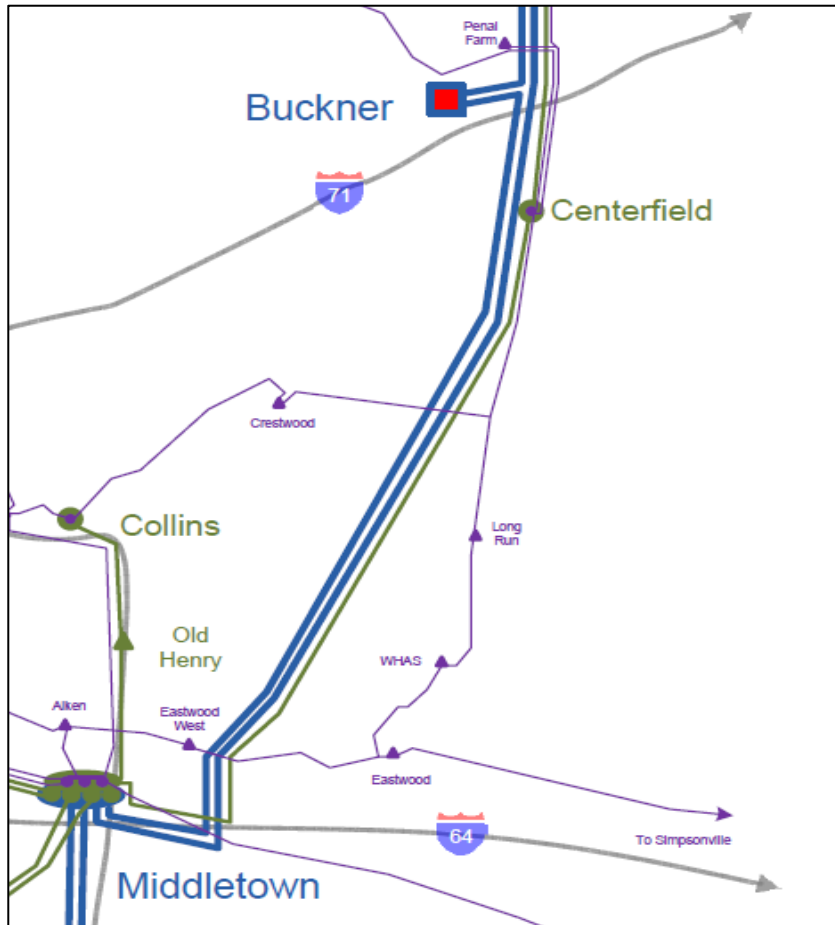 Penal
Farm
Buckner
71
Centerfield
Crestwood
Collins
Long
Run
Old
Henry
WHAS
Aiken
Eastwood
West
Eastwood
64
To Simpsonville
Middletown